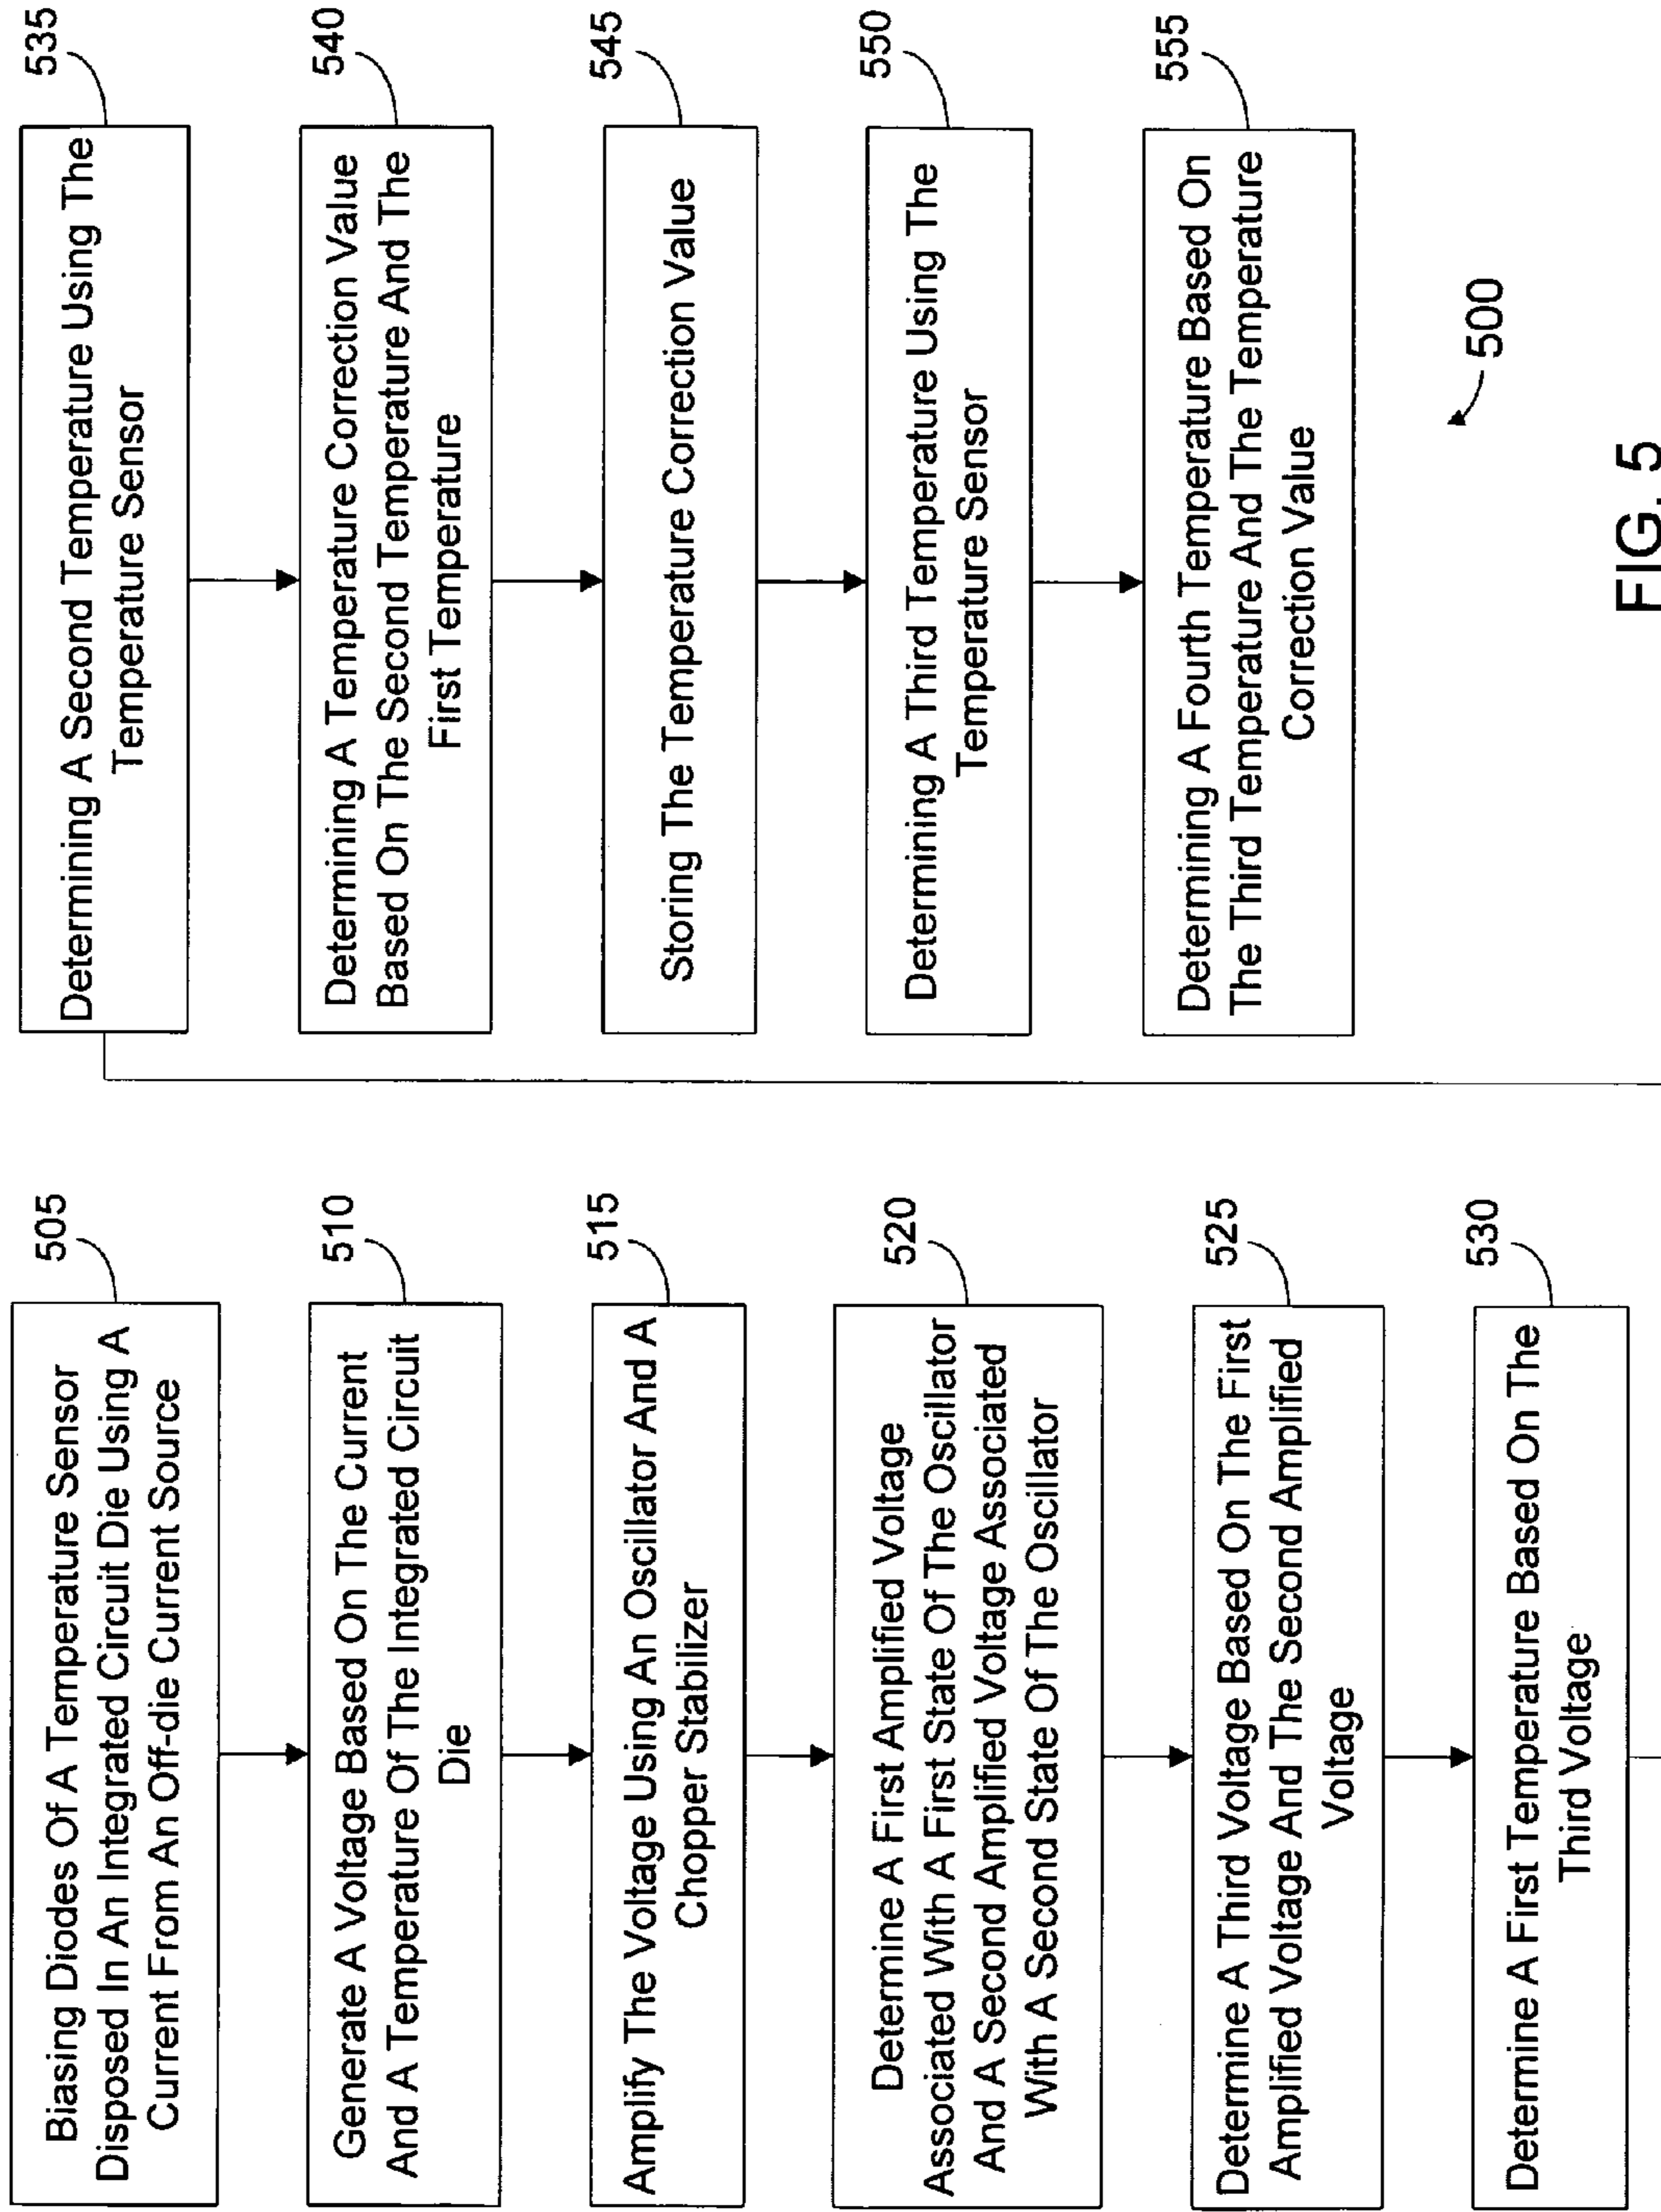 505
Biasing Diodes Of A Temperature Sensor
Disposed In An Integrated Circuit Die Using A
Current From An Off-die Current Source
510
Generate A Voltage Based On The Current
And A Temperature Of The Integrated Circuit
Die
515
Amplify The Voltage Using An Oscillator And A
Chopper Stabilizer
520
Determine A First Amplified Voltage
Associated With A First State Of The Oscillator
And A Second Amplified Voltage Associated
With A Second State Of The Oscillator
525
Determine A Third Voltage Based On The First
Amplified Voltage And The Second Amplified
Voltage
530
Determine A First Temperature Based On The
Third Voltage
535
Determining A Second Temperature Using The
Temperature Sensor
540
Determining A Temperature Correction Value
Based On The Second Temperature And The
First Temperature
545
Storing The Temperature Correction Value
550
Determining A Third Temperature Using The
Temperature Sensor
555
Determining A Fourth Temperature Based On
The Third Temperature And The Temperature
Correction Value
500
FIG. 5